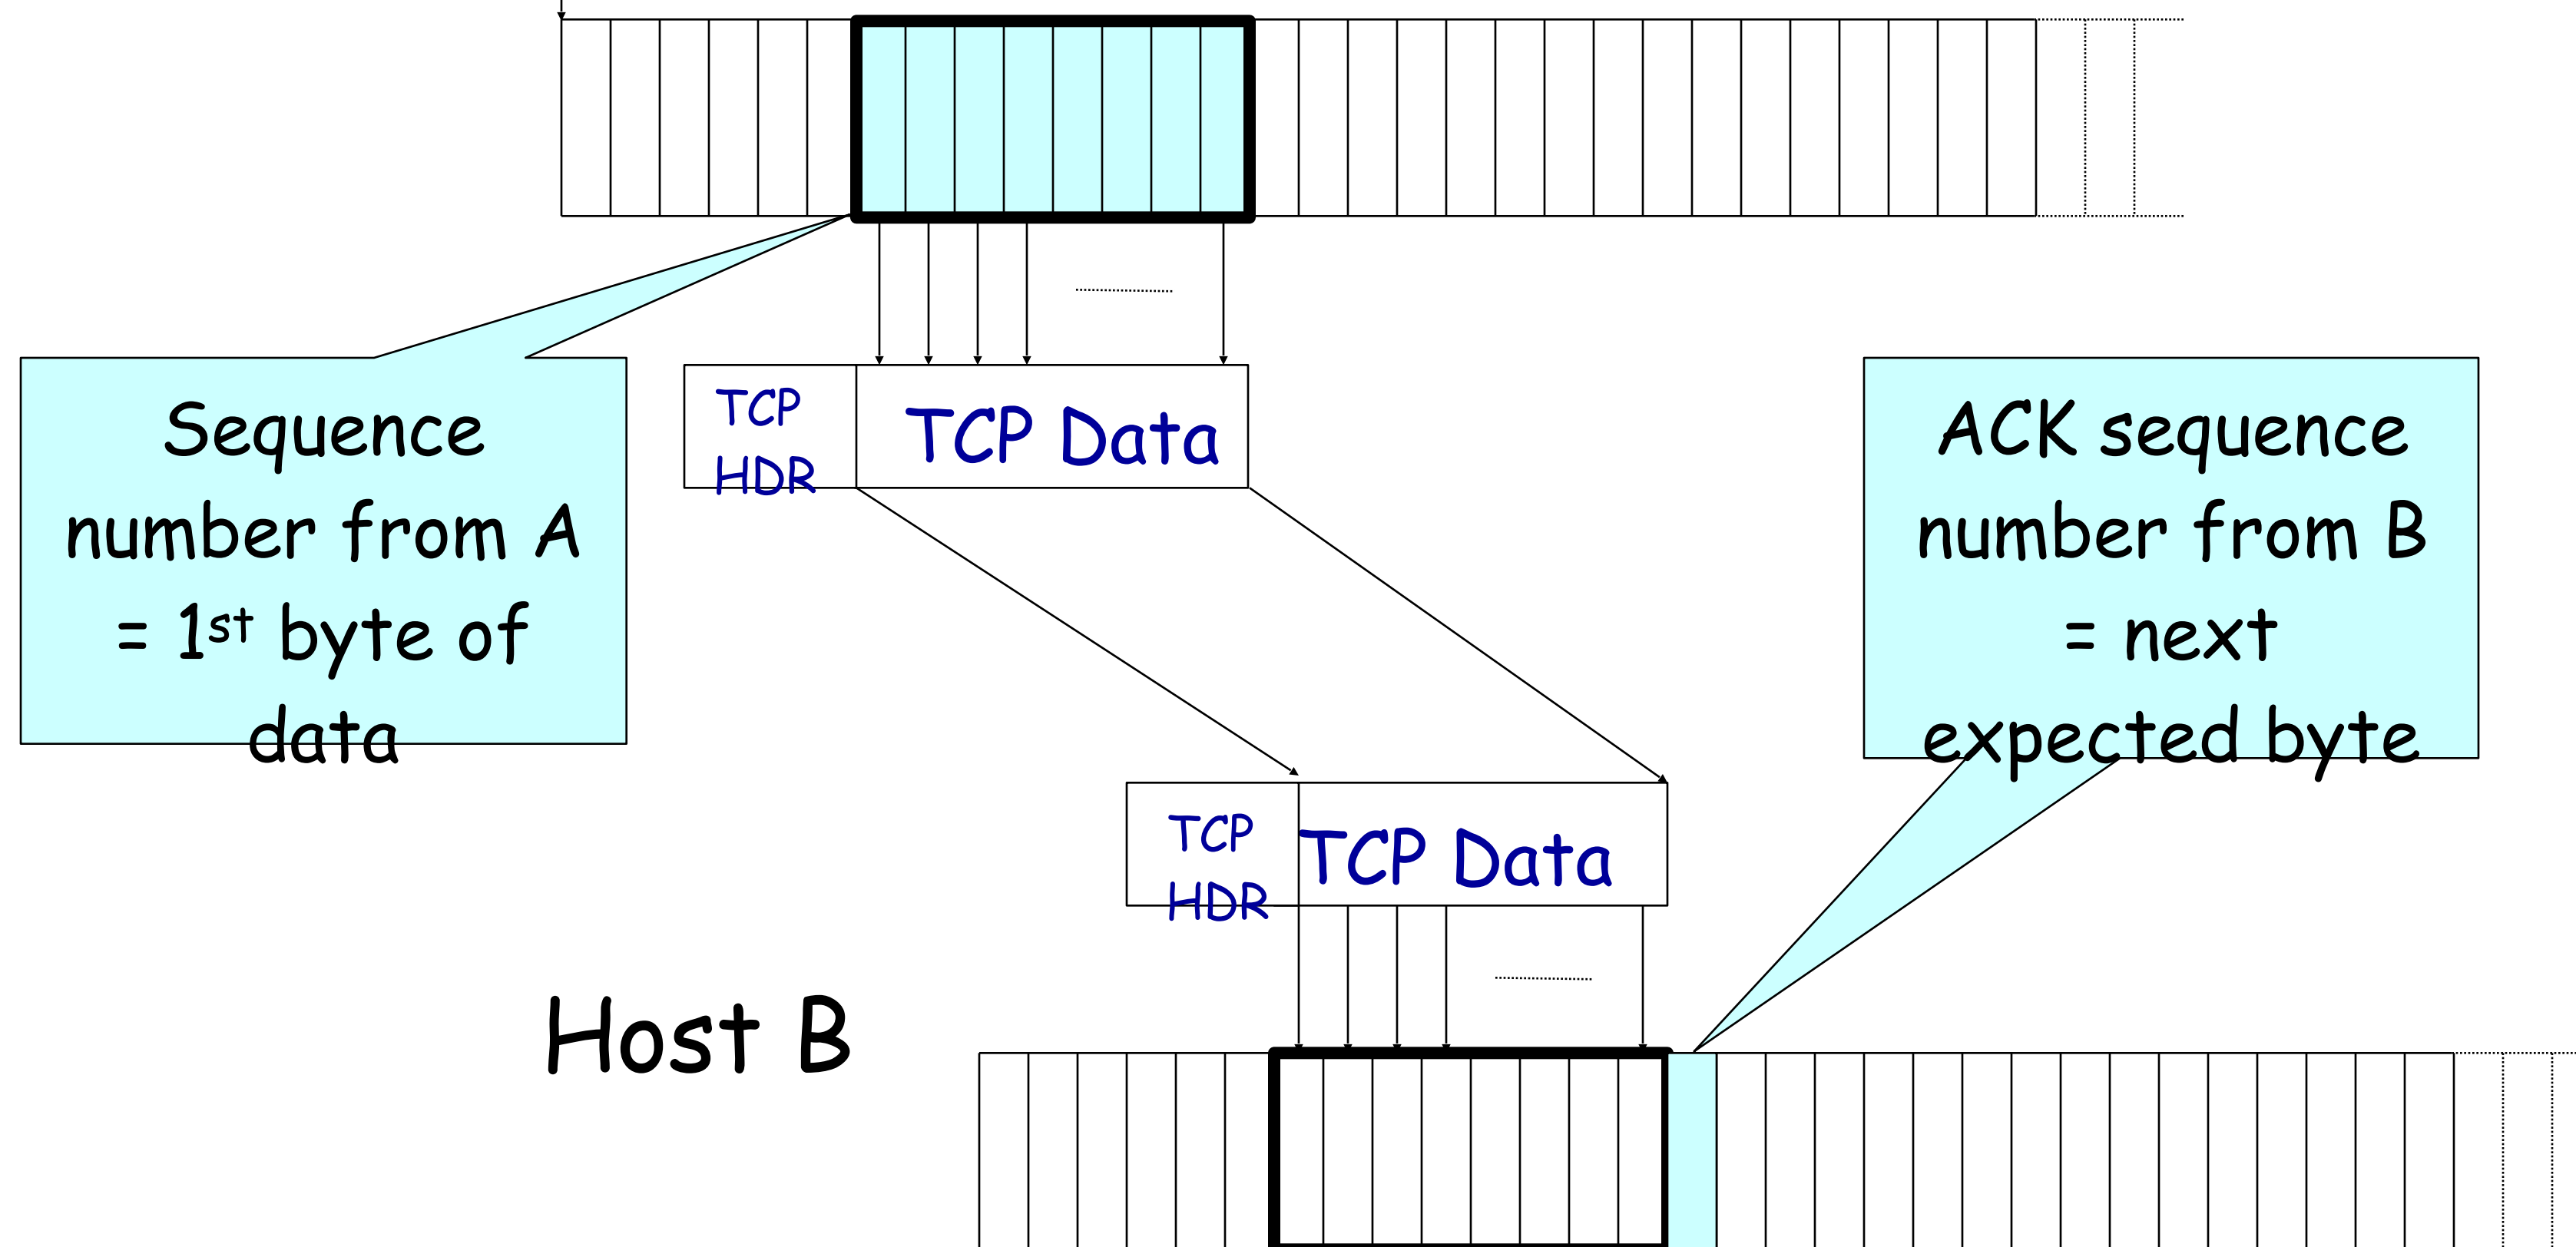 Sequence
number from A
= 1st byte of
data
TCP
HDR
TCP Data
ACK sequence
number from B
= next
expected byte
TCP
HDR
TCP Data
Host B